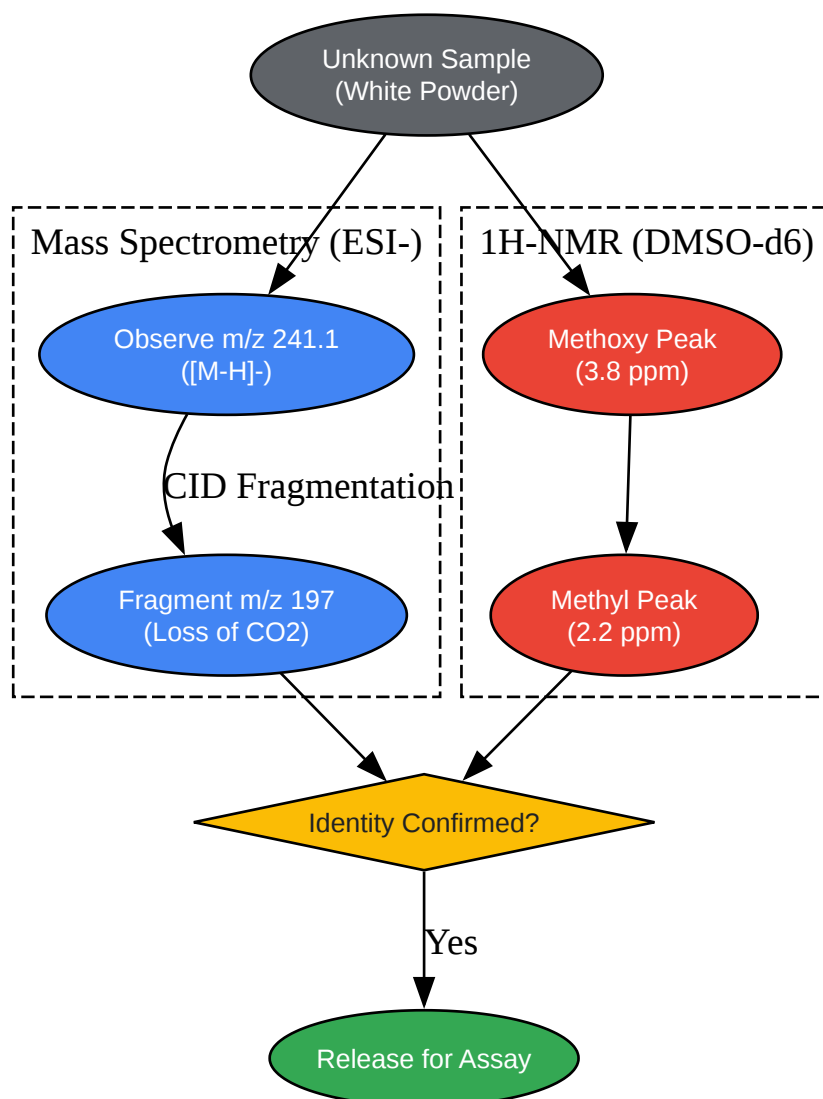 Unknown Sample
(White Powder)
Mass Spectrometry (ESI-)
1H-NMR (DMSO-d6)
Observe m/z 241.1
([M-H]-)
Methoxy Peak
(3.8 ppm)
CID Fragmentation
Fragment m/z 197
(Loss of CO2)
Methyl Peak
(2.2 ppm)
Identity Confirmed?
Yes
Release for Assay